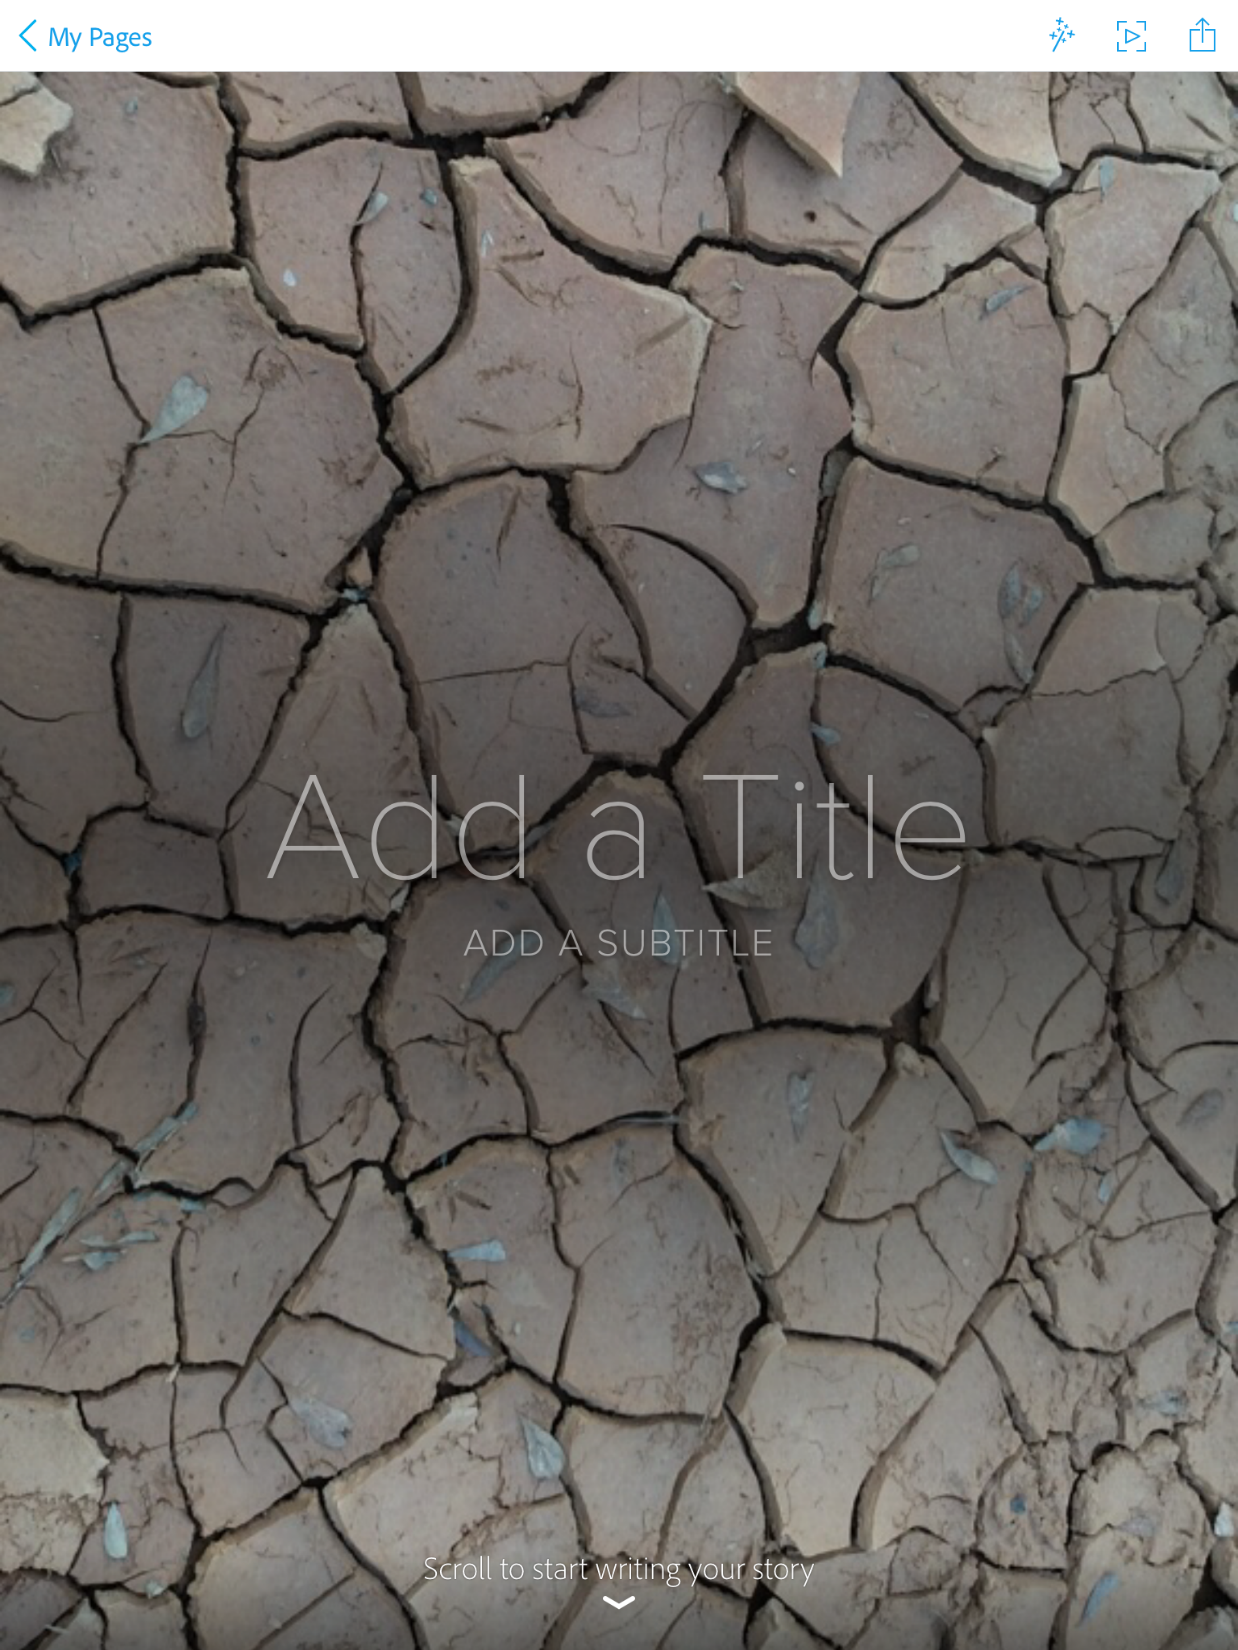 My Pages
Add a Title
ADD A SUBTITLE
Scroll to start writing your story